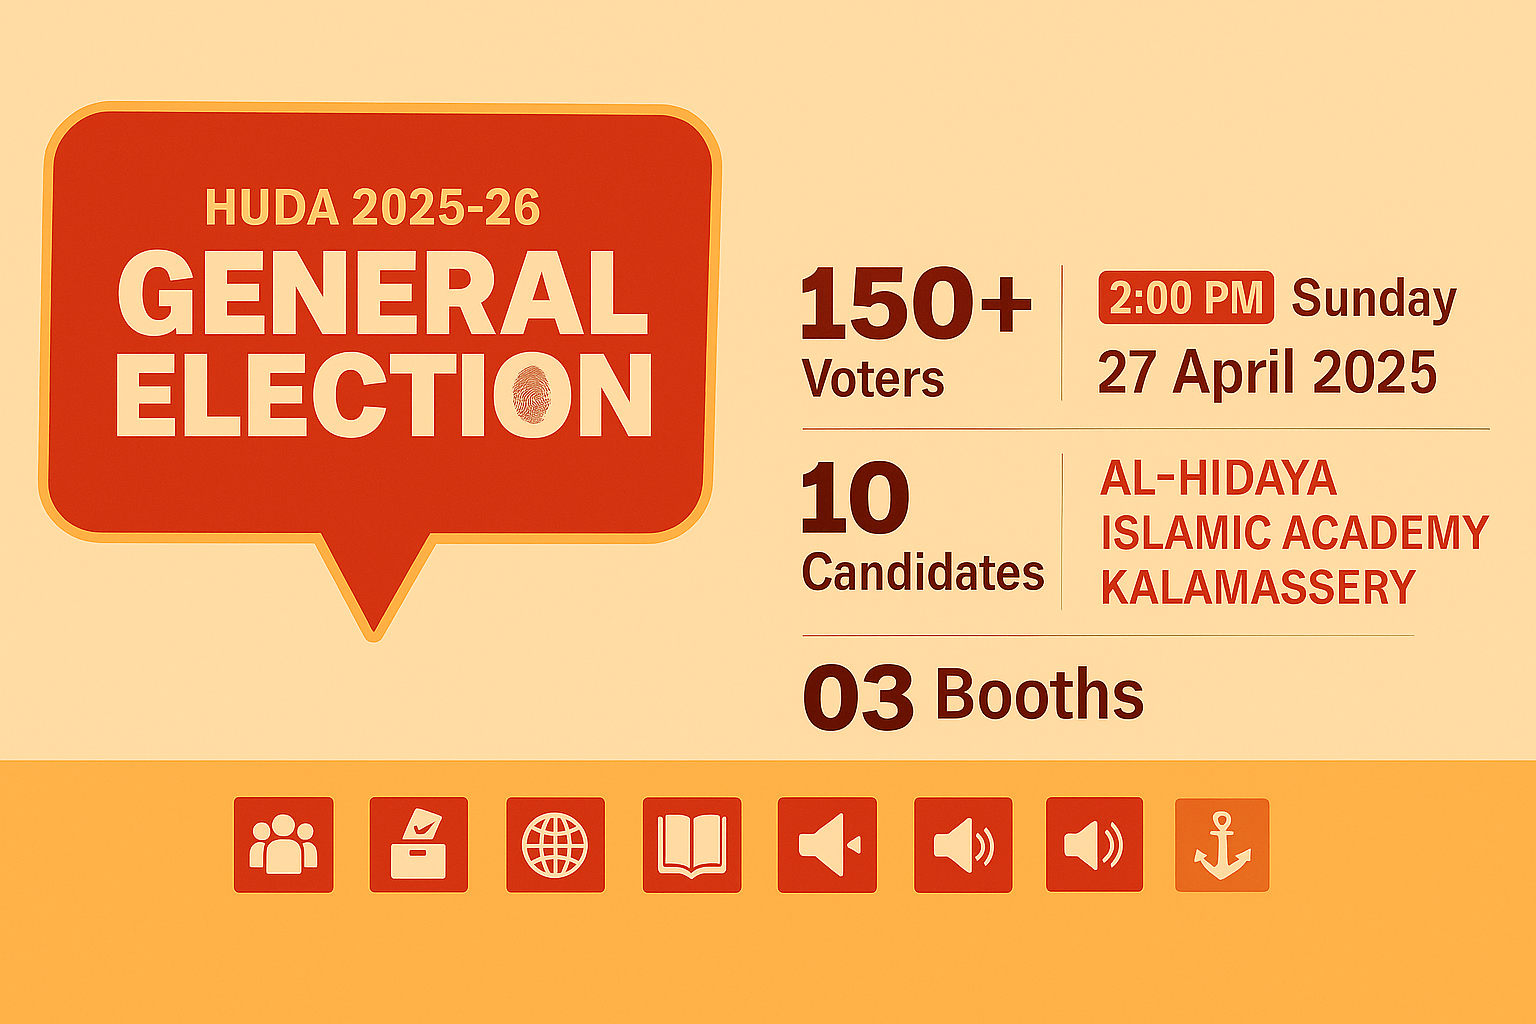 HUDA 2025-26
GENERAL
ELECTION
150+
Voters
2:00 PM Sunday
27 April 2025
10
Candidates
AL-HIDAYA
ISLAMIC ACADEMY
KALAMASSERY
03 Booths